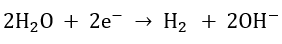 2H₂O + 2e⁻ → H₂ + 2OH⁻